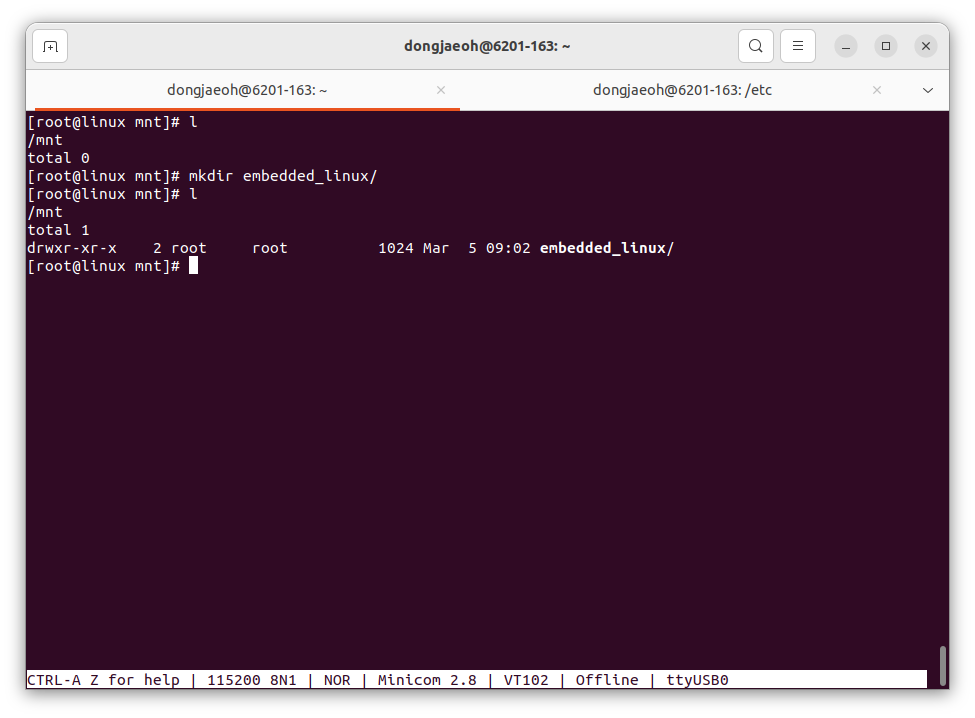 dongjaeoh@6201-163: ~
dongjaeoh@6201-163: ~
dongjaeoh@6201-163: /etc
[root@linux mnt]# l
/mnt
total 0
[root@linux mnt]# mkdir embedded_linux/
[root@linux mnt]# l
/mnt
total 1
drwxr-xr-x    2 root     root          1024 Mar  5 09:02 embedded_linux/
[root@linux mnt]#
CTRL-A Z for help | 115200 8N1 | NOR | Minicom 2.8 | VT102 | Offline | ttyUSB0